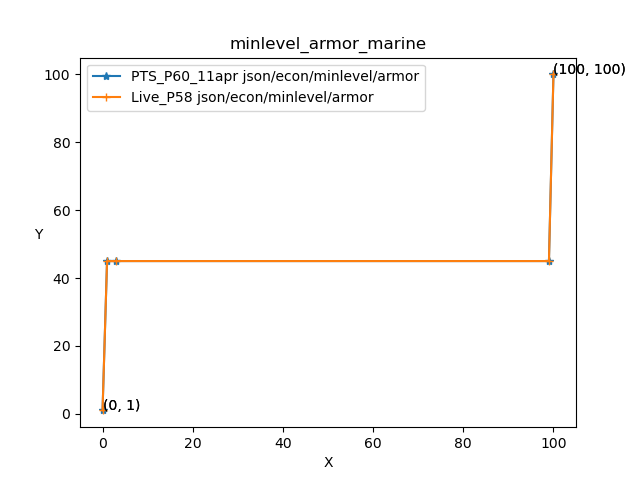 minlevel_armor_marine
PTS_P60_11apr json/econ/minlevel/armor
Live_P58 json/econ/minlevel/armor
(100, 100)
100
80
60
Y
40
20
0
(0, 1)
0 20 40 60 80 100
X